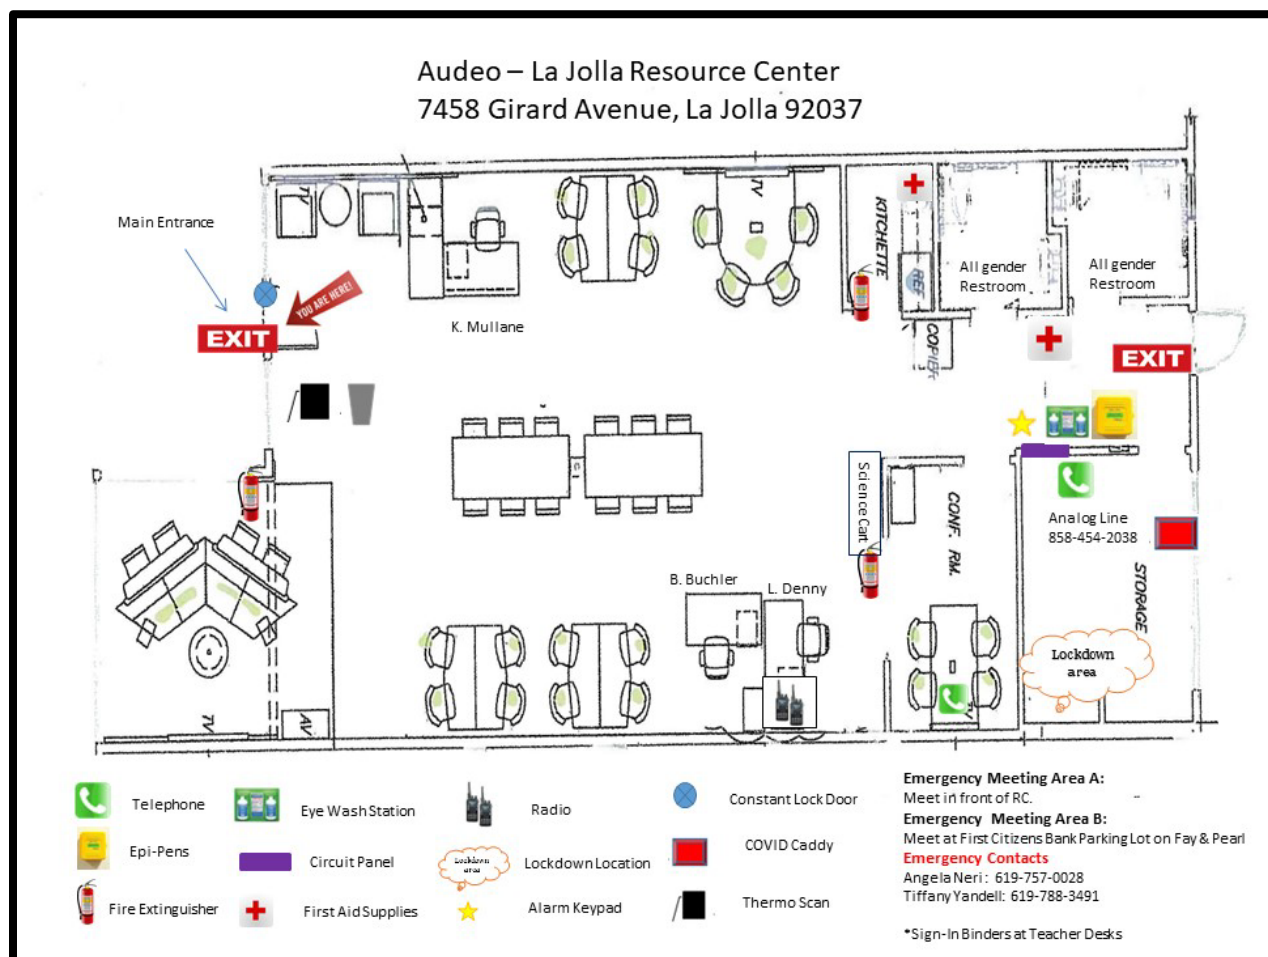 Audeo – La Jolla Resource Center
7458 Girard Avenue, La Jolla 92037
Main Entrance
YOU ARE HERE!
EXIT
TV
K. Mullane
TV
KITCHETTE
REF
COPIER
All gender
Restroom
All gender
Restroom
EXIT
Science Cart
CONF. RM.
Analog Line
858-454-2038
STORAGE
B. Buchler
L. Denny
Lockdown
area
TV
AV
TV
Telephone
Eye Wash Station
Radio
Constant Lock Door
Epi-Pens
Circuit Panel
Lockdown
area
Lockdown Location
COVID Caddy
Fire Extinguisher
First Aid Supplies
Alarm Keypad
Thermo Scan
Emergency Meeting Area A:
Meet in front of RC.
Emergency Meeting Area B:
Meet at First Citizens Bank Parking Lot on Fay & Pearl
Emergency Contacts
Angela Neri: 619-757-0028
Tiffany Yandell: 619-788-3491
*Sign-In Binders at Teacher Desks